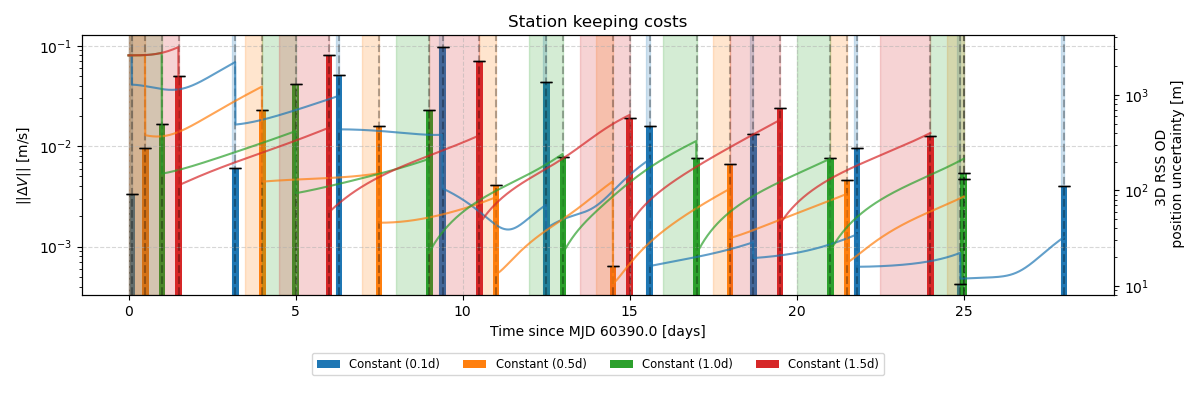 Station keeping costs
10⁻¹
10⁻²
10⁻³
||ΔV|| [m/s]
10³
10²
10¹
3D RSS OD
position uncertainty [m]
0 5 10 15 20 25
Time since MJD 60390.0 [days]
Constant (0.1d) Constant (0.5d) Constant (1.0d) Constant (1.5d)